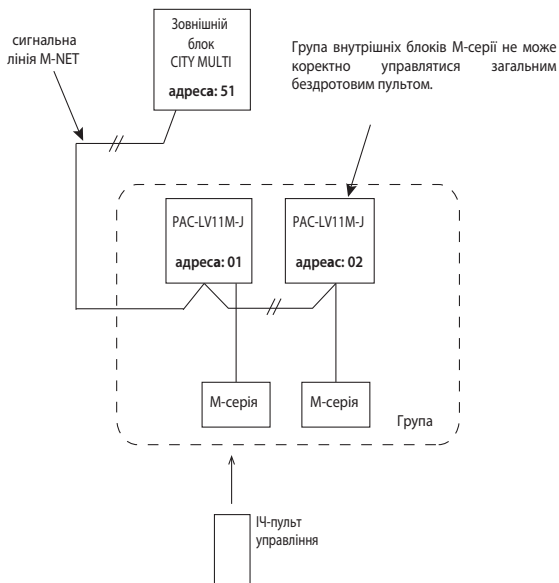 сигнальна
лінія M-NET
Зовнішній
блок
CITY MULTI
адреса: 51
Група внутрішніх блоків М-серії не може
коректно управлятися загальним
бездротовим пультом.
PAC-LV11M-J
адреса: 01
PAC-LV11M-J
адреас: 02
М-серія
М-серія
Група
ІЧ-пульт
управління